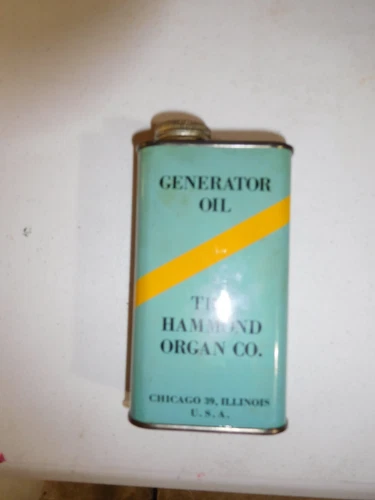 GENERATOR
OIL
THE
HAMMOND
ORGAN CO.
CHICAGO 39, ILLINOIS
U. S. A.